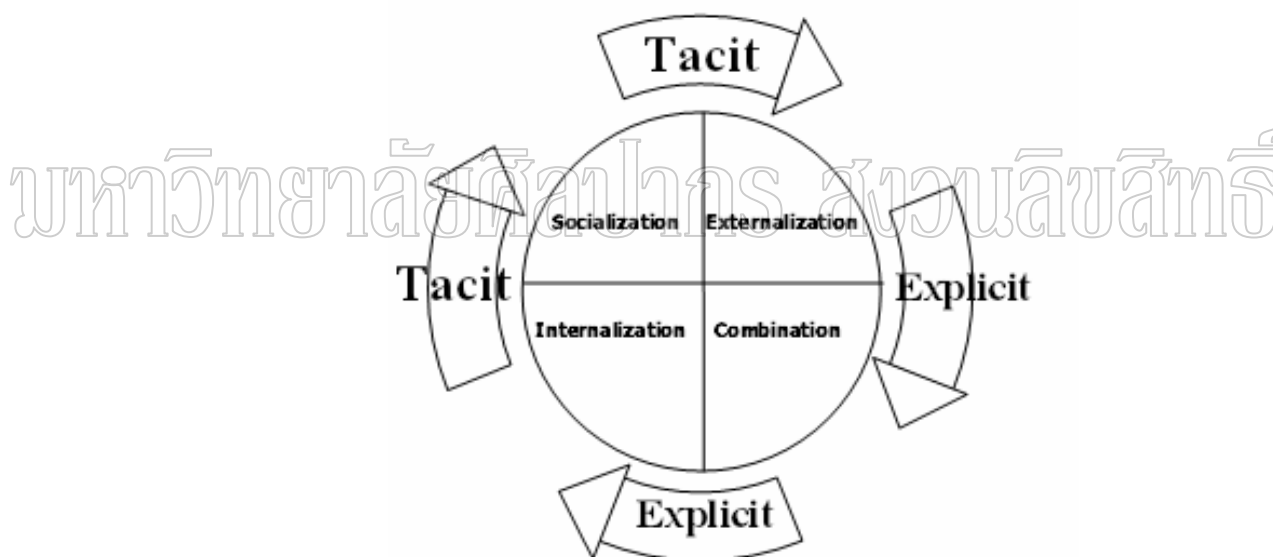 Tacit
มหาวิทยาลัยศิลปากร สงวนลิขสิทธิ์
Socialization
Externalization
Tacit
Explicit
Internalization
Combination
Explicit